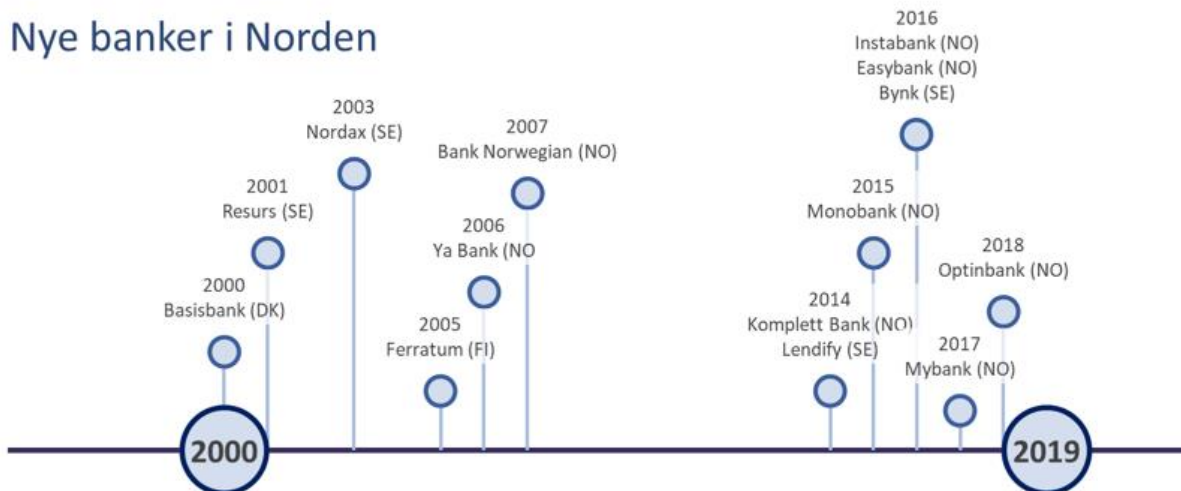 Nye banker i Norden
2000
Basisbank (DK)
2001
Resurs (SE)
2003
Nordax (SE)
2005
Ferratum (FI)
2006
Ya Bank (NO
2007
Bank Norwegian (NO)
2014
Komplett Bank (NO)
Lendify (SE)
2015
Monobank (NO)
2016
Instabank (NO)
Easybank (NO)
Bynk (SE)
2017
Mybank (NO)
2018
Optinbank (NO)
2000
2019